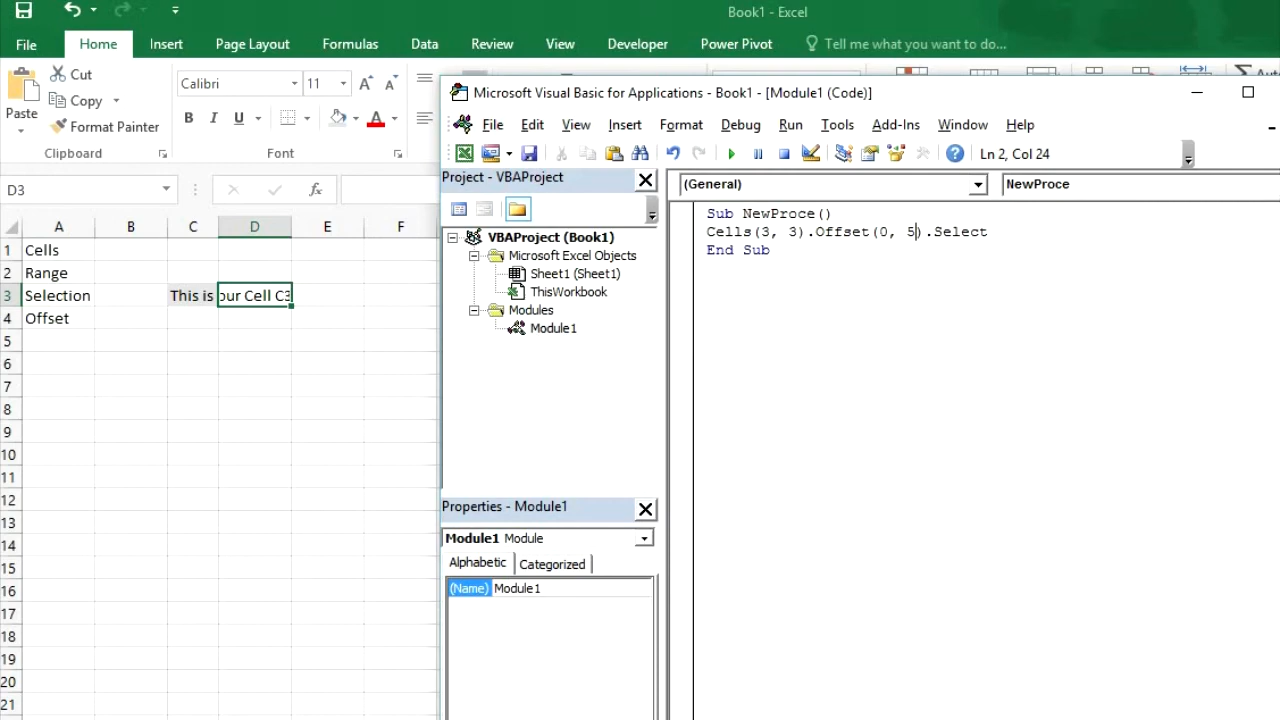 Book1 - Excel
File Home Insert Page Layout Formulas Data Review View Developer Power Pivot Tell me what you want to do...
Cut
Copy
Format Painter
Paste
Clipboard
Calibri 11
B I U A
Font
D3
fx
A B C D E F
1 Cells
2 Range
3 Selection This is our Cell C3
4 Offset
5
6
7
8
9
10
11
12
13
14
15
16
17
18
19
20
21
Microsoft Visual Basic for Applications - Book1 - [Module1 (Code)]
File Edit View Insert Format Debug Run Tools Add-Ins Window Help
Ln 2, Col 24
Project - VBAProject
VBAProject (Book1)
Microsoft Excel Objects
Sheet1 (Sheet1)
ThisWorkbook
Modules
Module1
Properties - Module1
Module1 Module
Alphabetic Categorized
(Name) Module1
(General) NewProce
Sub NewProce()
Cells(3, 3).Offset(0, 5).Select
End Sub